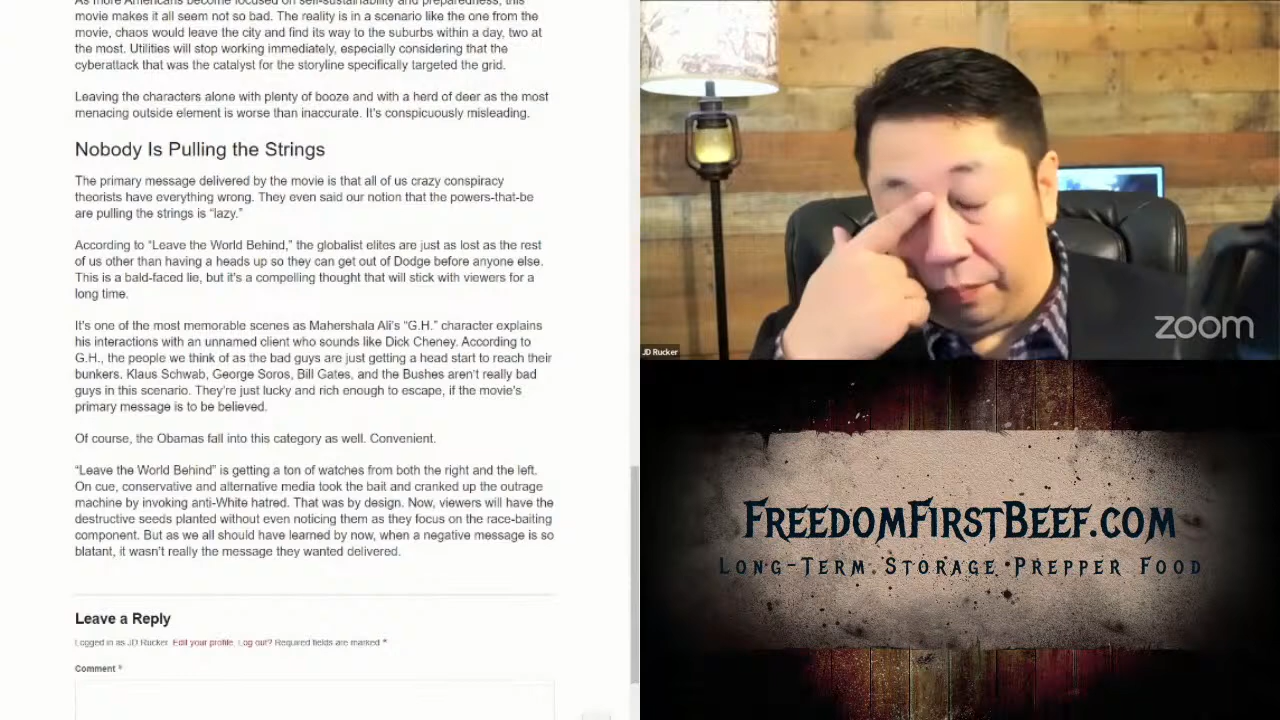 As more Americans become focused on self-sustainability and preparedness, this
movie makes it all seem not so bad. The reality is in a scenario like the one from the
movie, chaos would leave the city and find its way to the suburbs within a day, two at
the most. Utilities will stop working immediately, especially considering that the
cyberattack that was the catalyst for the storyline specifically targeted the grid.
Leaving the characters alone with plenty of booze and with a herd of deer as the most
menacing outside element is worse than inaccurate. It's conspicuously misleading.
Nobody Is Pulling the Strings
The primary message delivered by the movie is that all of us crazy conspiracy
theorists have everything wrong. They even said our notion that the powers-that-be
are pulling the strings is “lazy.”
According to “Leave the World Behind,” the globalist elites are just as lost as the rest
of us other than having a heads up so they can get out of Dodge before anyone else.
This is a bald-faced lie, but it's a compelling thought that will stick with viewers for a
long time.
It's one of the most memorable scenes as Mahershala Ali's “G.H.” character explains
his interactions with an unnamed client who sounds like Dick Cheney. According to
G.H., the people we think of as the bad guys are just getting a head start to reach their
bunkers. Klaus Schwab, George Soros, Bill Gates, and the Bushes aren't really bad
guys in this scenario. They're just lucky and rich enough to escape, if the movie's
primary message is to be believed.
Of course, the Obamas fall into this category as well. Convenient.
“Leave the World Behind” is getting a ton of watches from both the right and the left.
On cue, conservative and alternative media took the bait and cranked up the outrage
machine by invoking anti-White hatred. That was by design. Now, viewers will have the
destructive seeds planted without even noticing them as they focus on the race-baiting
component. But as we all should have learned by now, when a negative message is so
blatant, it wasn't really the message they wanted delivered.
Leave a Reply
Logged in as JD Rucker. Edit your profile. Log out? Required fields are marked *
Comment *
JD Rucker
zoom
FreedomFirstBeef.com
Long-Term Storage Prepper Food